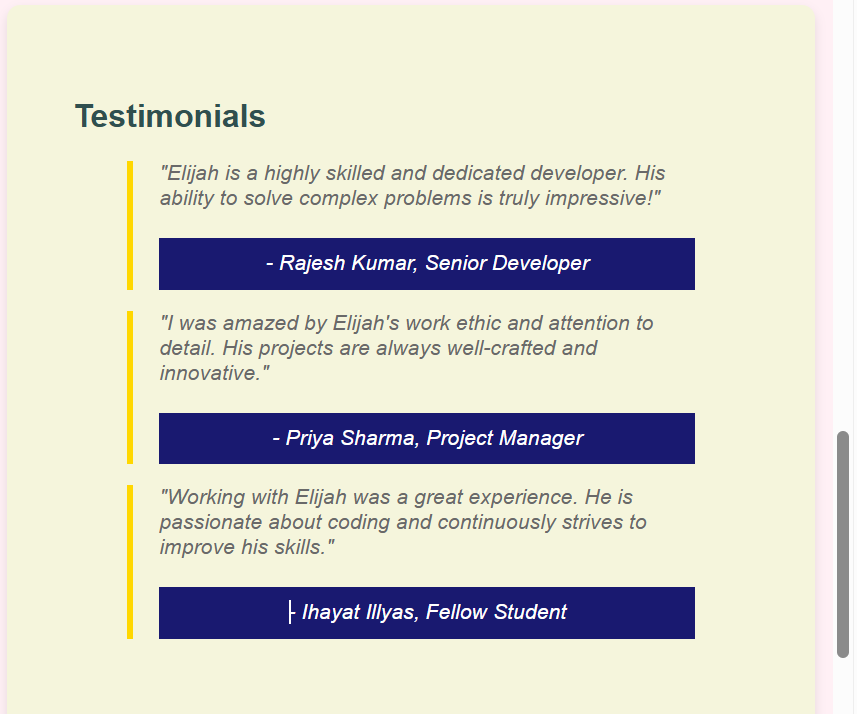 Testimonials
"Elijah is a highly skilled and dedicated developer. His
ability to solve complex problems is truly impressive!"
- Rajesh Kumar, Senior Developer
"I was amazed by Elijah's work ethic and attention to
detail. His projects are always well-crafted and
innovative."
- Priya Sharma, Project Manager
"Working with Elijah was a great experience. He is
passionate about coding and continuously strives to
improve his skills."
- Ihayat Illyas, Fellow Student